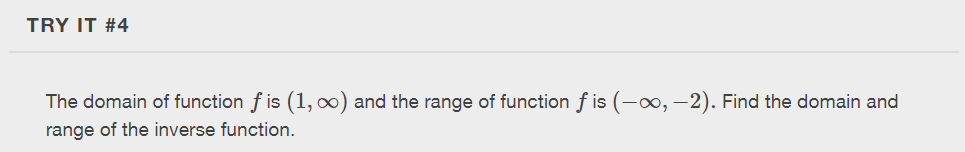 TRY IT #4
The domain of function f is (1, ∞) and the range of function f is (−∞, −2). Find the domain and
range of the inverse function.